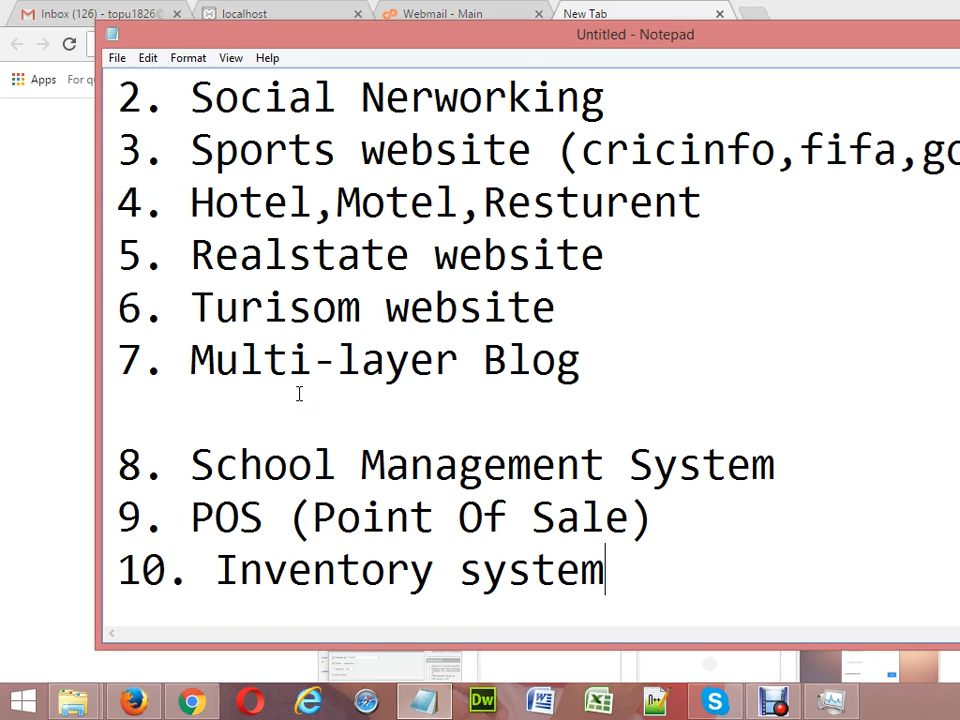 Inbox (126) - topu1826@
localhost
Webmail - Main
New Tab
Untitled - Notepad
Apps
File Edit Format View Help
2. Social Nerworking
3. Sports website (cricinfo,fifa,go
4. Hotel,Motel,Resturent
5. Realstate website
6. Turisom website
7. Multi-layer Blog
8. School Management System
9. POS (Point Of Sale)
10. Inventory system